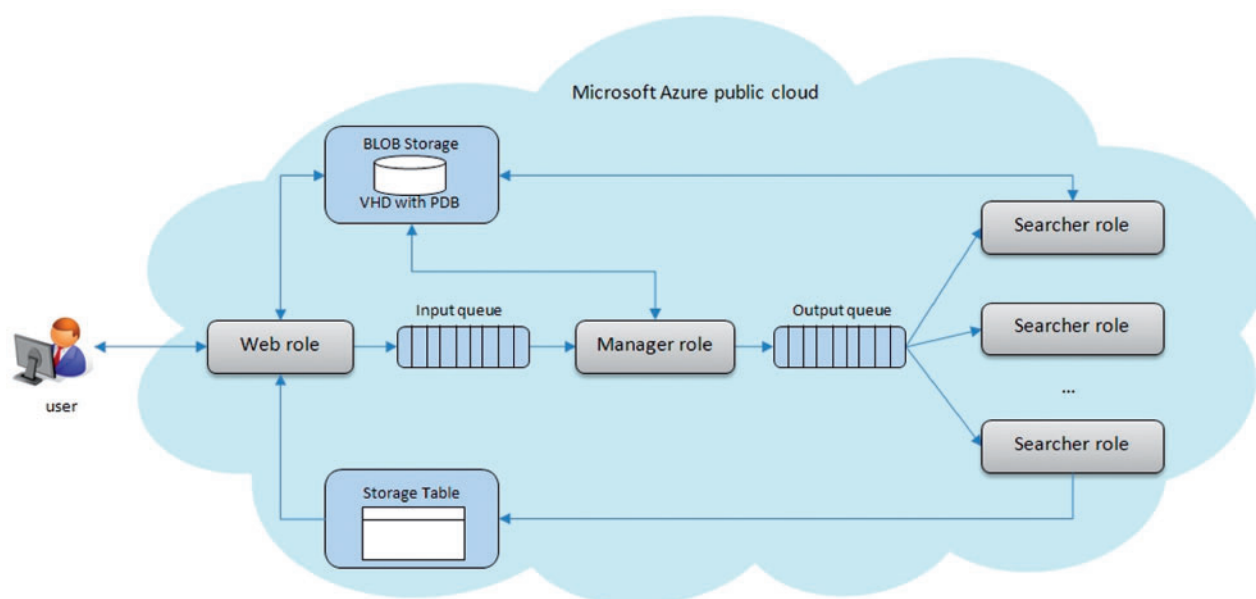 Microsoft Azure public cloud
BLOB Storage
VHD with PDB
Searcher role
Input queue
Output queue
Web role
Manager role
Searcher role
user
...
Searcher role
Storage Table